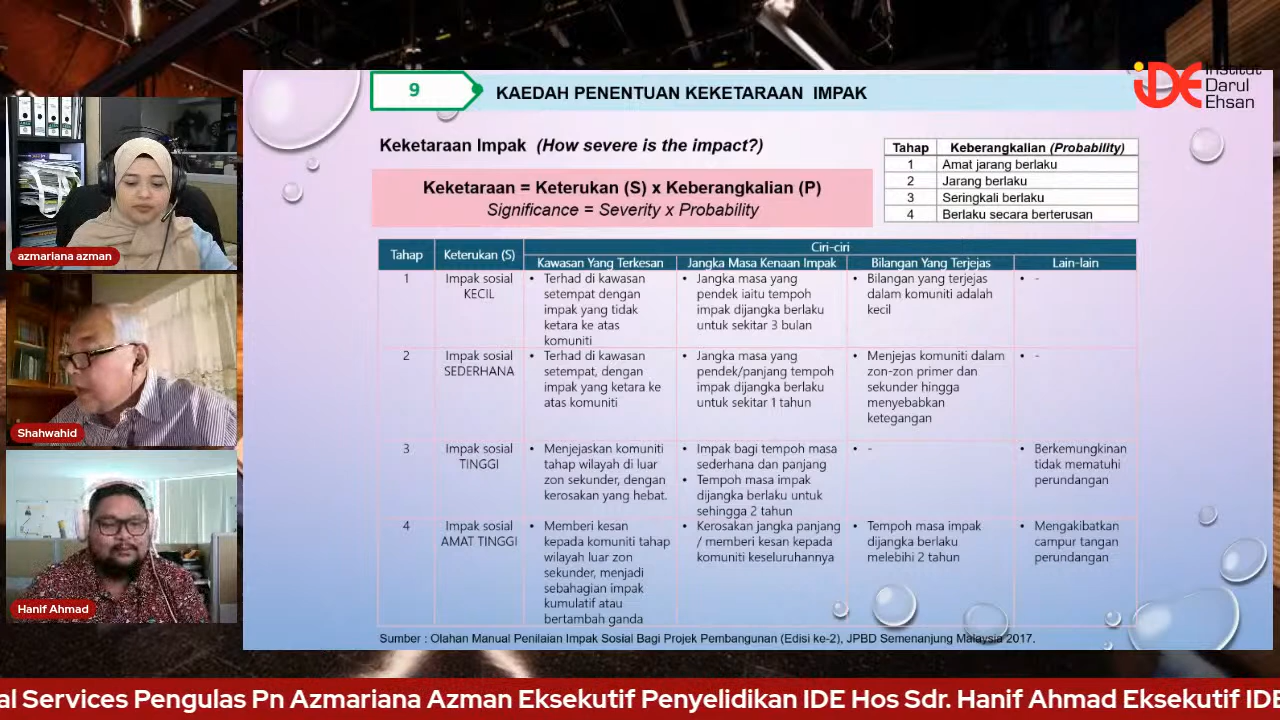 9
KAEDAH PENENTUAN KEKETARAAN IMPAK
iDE
Institut
Darul
Ehsan
Keketaraan Impak (How severe is the impact?)
Keketaraan = Keterukan (S) x Keberangkalian (P)
Significance = Severity x Probability
Tahap Keberangkalian (Probability)
1 Amat jarang berlaku
2 Jarang berlaku
3 Seringkali berlaku
4 Berlaku secara berterusan
Tahap
Keterukan (S)
Ciri-ciri
Kawasan Yang Terkesan
Jangka Masa Kenaan Impak
Bilangan Yang Terjejas
Lain-lain
1
Impak sosial
KECIL
• Terhad di kawasan
setempat dengan
impak yang tidak
ketara ke atas
komuniti
• Jangka masa yang
pendek iaitu tempoh
impak dijangka berlaku
untuk sekitar 3 bulan
• Bilangan yang terjejas
dalam komuniti adalah
kecil
• -
2
Impak sosial
SEDERHANA
• Terhad di kawasan
setempat, dengan
impak yang ketara ke
atas komuniti
• Jangka masa yang
pendek/panjang tempoh
impak dijangka berlaku
untuk sekitar 1 tahun
• Menjejas komuniti dalam
zon-zon primer dan
sekunder hingga
menyebabkan
ketegangan
• -
3
Impak sosial
TINGGI
• Menjejaskan komuniti
tahap wilayah di luar
zon sekunder, dengan
kerosakan yang hebat.
• Impak bagi tempoh masa
sederhana dan panjang
• Tempoh masa impak
dijangka berlaku untuk
sehingga 2 tahun
• -
• Berkemungkinan
tidak mematuhi
perundangan
4
Impak sosial
AMAT TINGGI
• Memberi kesan
kepada komuniti tahap
wilayah luar zon
sekunder, menjadi
sebahagian impak
kumulatif atau
bertambah ganda
• Kerosakan jangka panjang
/ memberi kesan kepada
komuniti keseluruhannya
• Tempoh masa impak
dijangka berlaku
melebihi 2 tahun
• Mengakibatkan
campur tangan
perundangan
Sumber : Olahan Manual Penilaian Impak Sosial Bagi Projek Pembangunan (Edisi ke-2), JPBD Semenanjung Malaysia 2017.
azmariana azman
Shahwahid
Hanif Ahmad
al Services Pengulas Pn Azmariana Azman Eksekutif Penyelidikan IDE Hos Sdr. Hanif Ahmad Eksekutif IDE